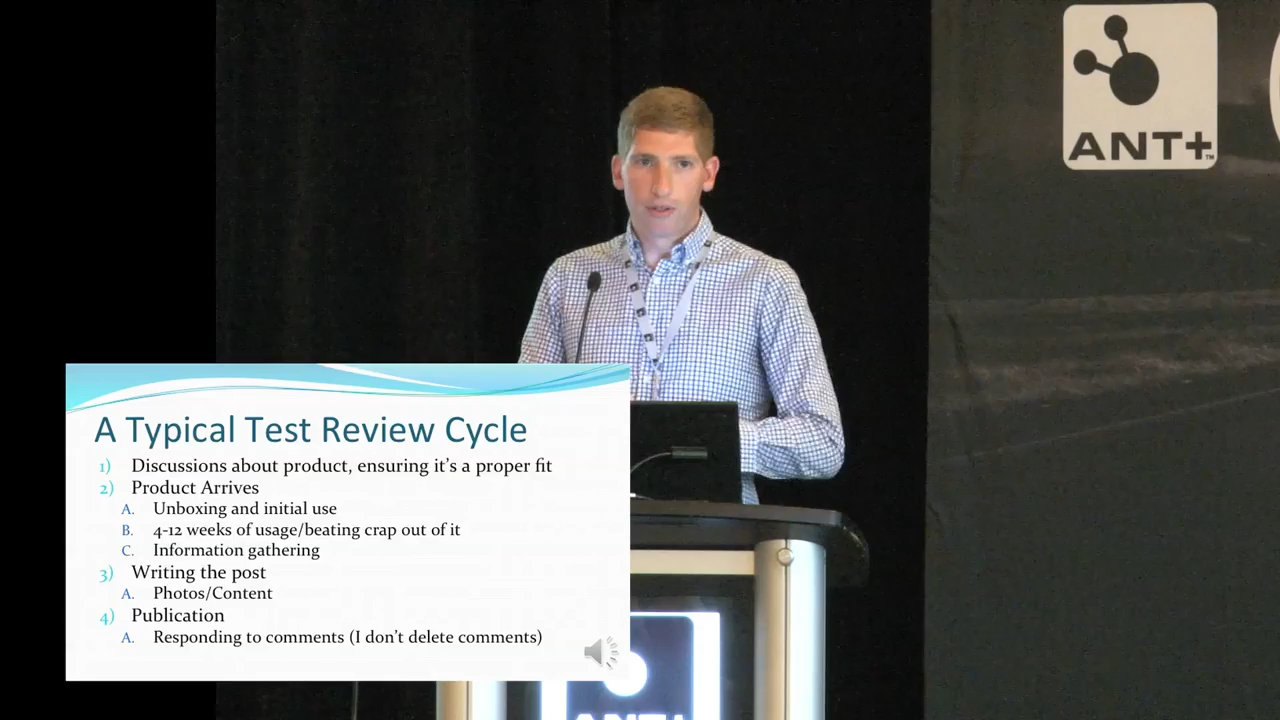 ANT+™
A Typical Test Review Cycle
1) Discussions about product, ensuring it's a proper fit
2) Product Arrives
A. Unboxing and initial use
B. 4-12 weeks of usage/beating crap out of it
C. Information gathering
3) Writing the post
A. Photos/Content
4) Publication
A. Responding to comments (I don't delete comments)
ANT+